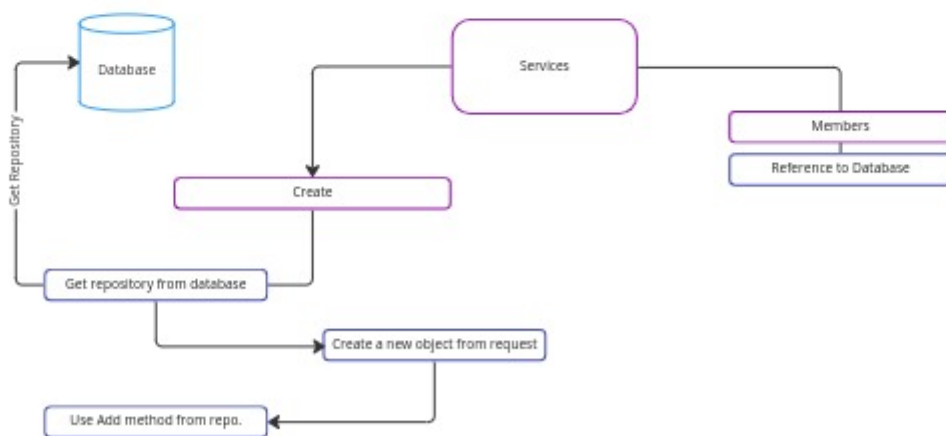 Database
Services
Get Repository
Members
Reference to Database
Create
Get repository from database
Create a new object from request
Use Add method from repo.